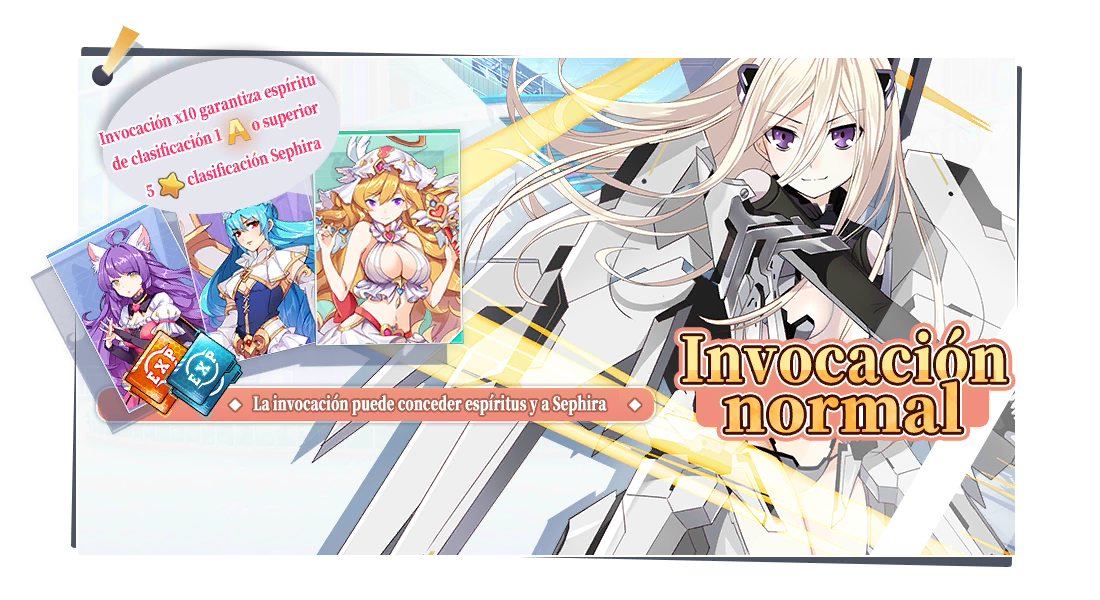 Invocación x10 garantiza espíritu
de clasificación 1 A o superior
5 clasificación Sephira
EXP
EXP
La invocación puede conceder espíritus y a Sephira
Invocación
normal